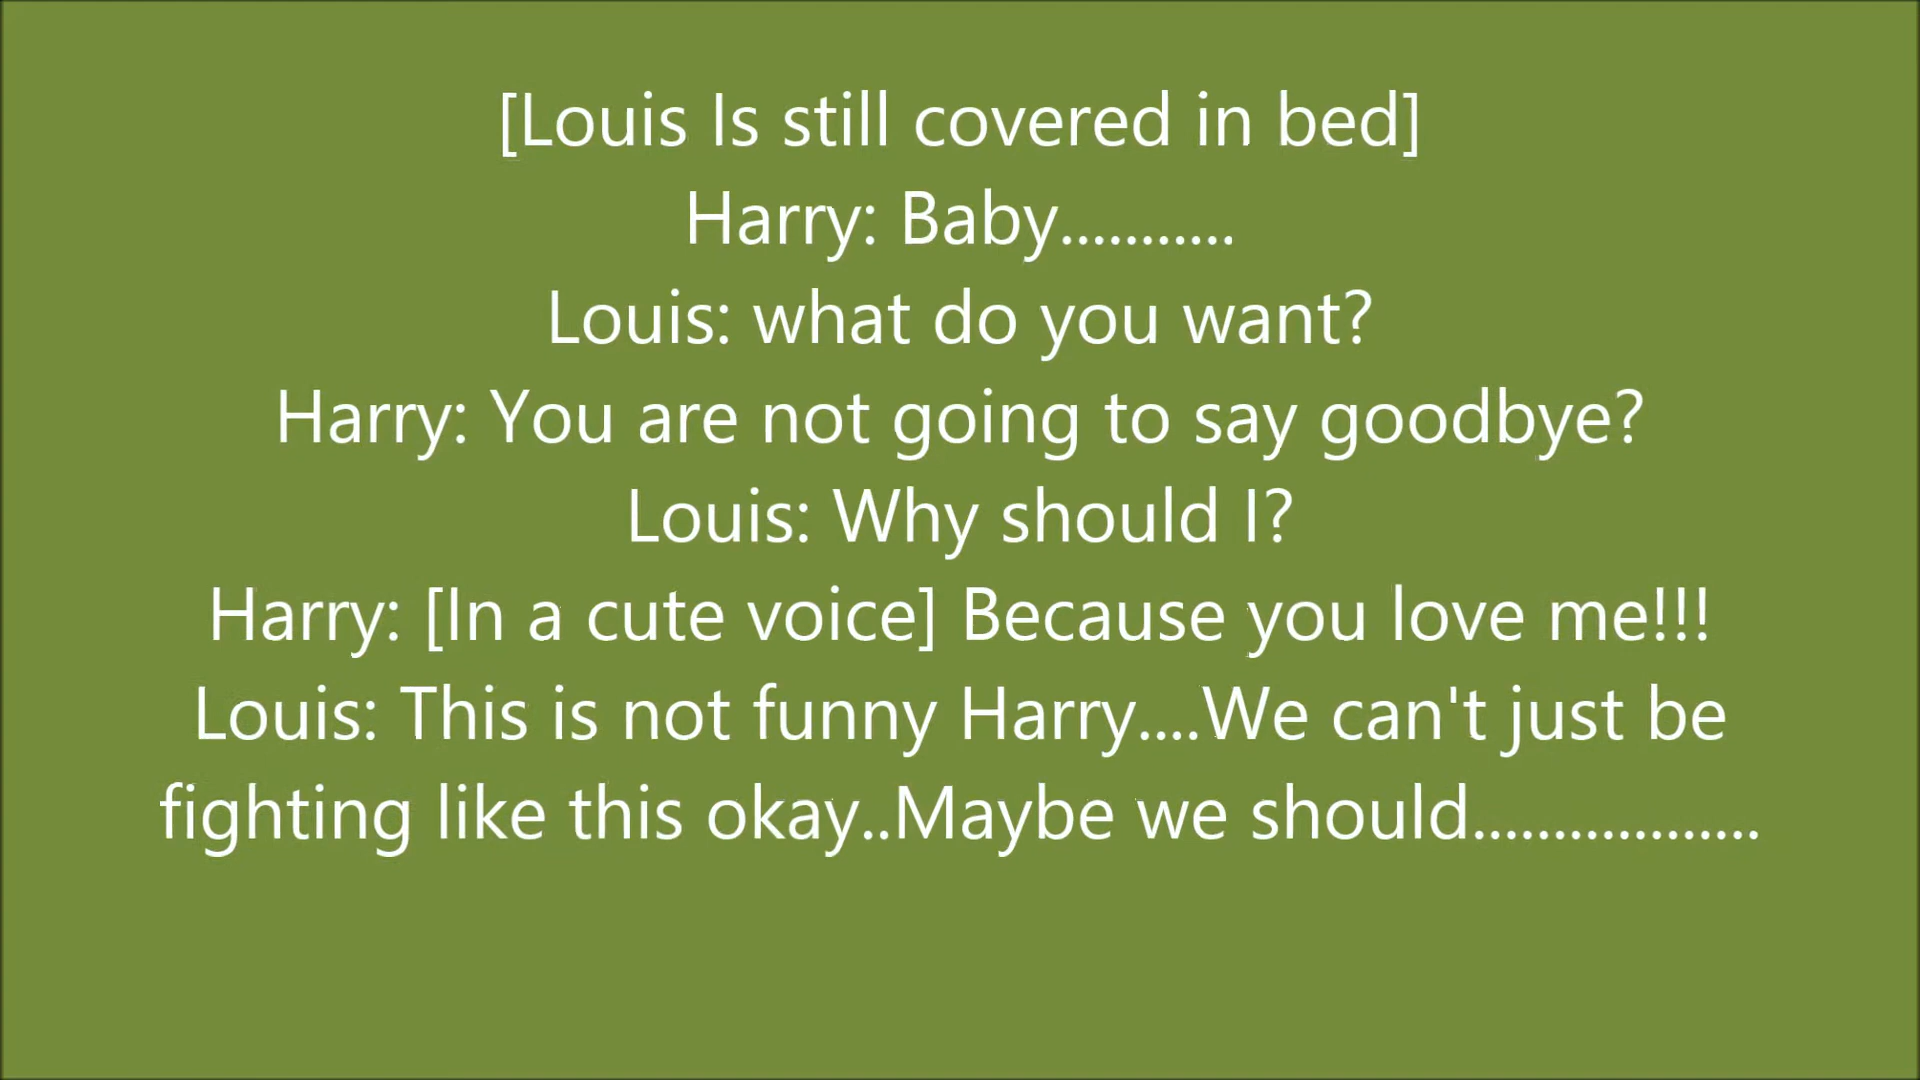 [Louis Is still covered in bed]
Harry: Baby...........
Louis: what do you want?
Harry: You are not going to say goodbye?
Louis: Why should I?
Harry: [In a cute voice] Because you love me!!!
Louis: This is not funny Harry....We can't just be
fighting like this okay..Maybe we should..................